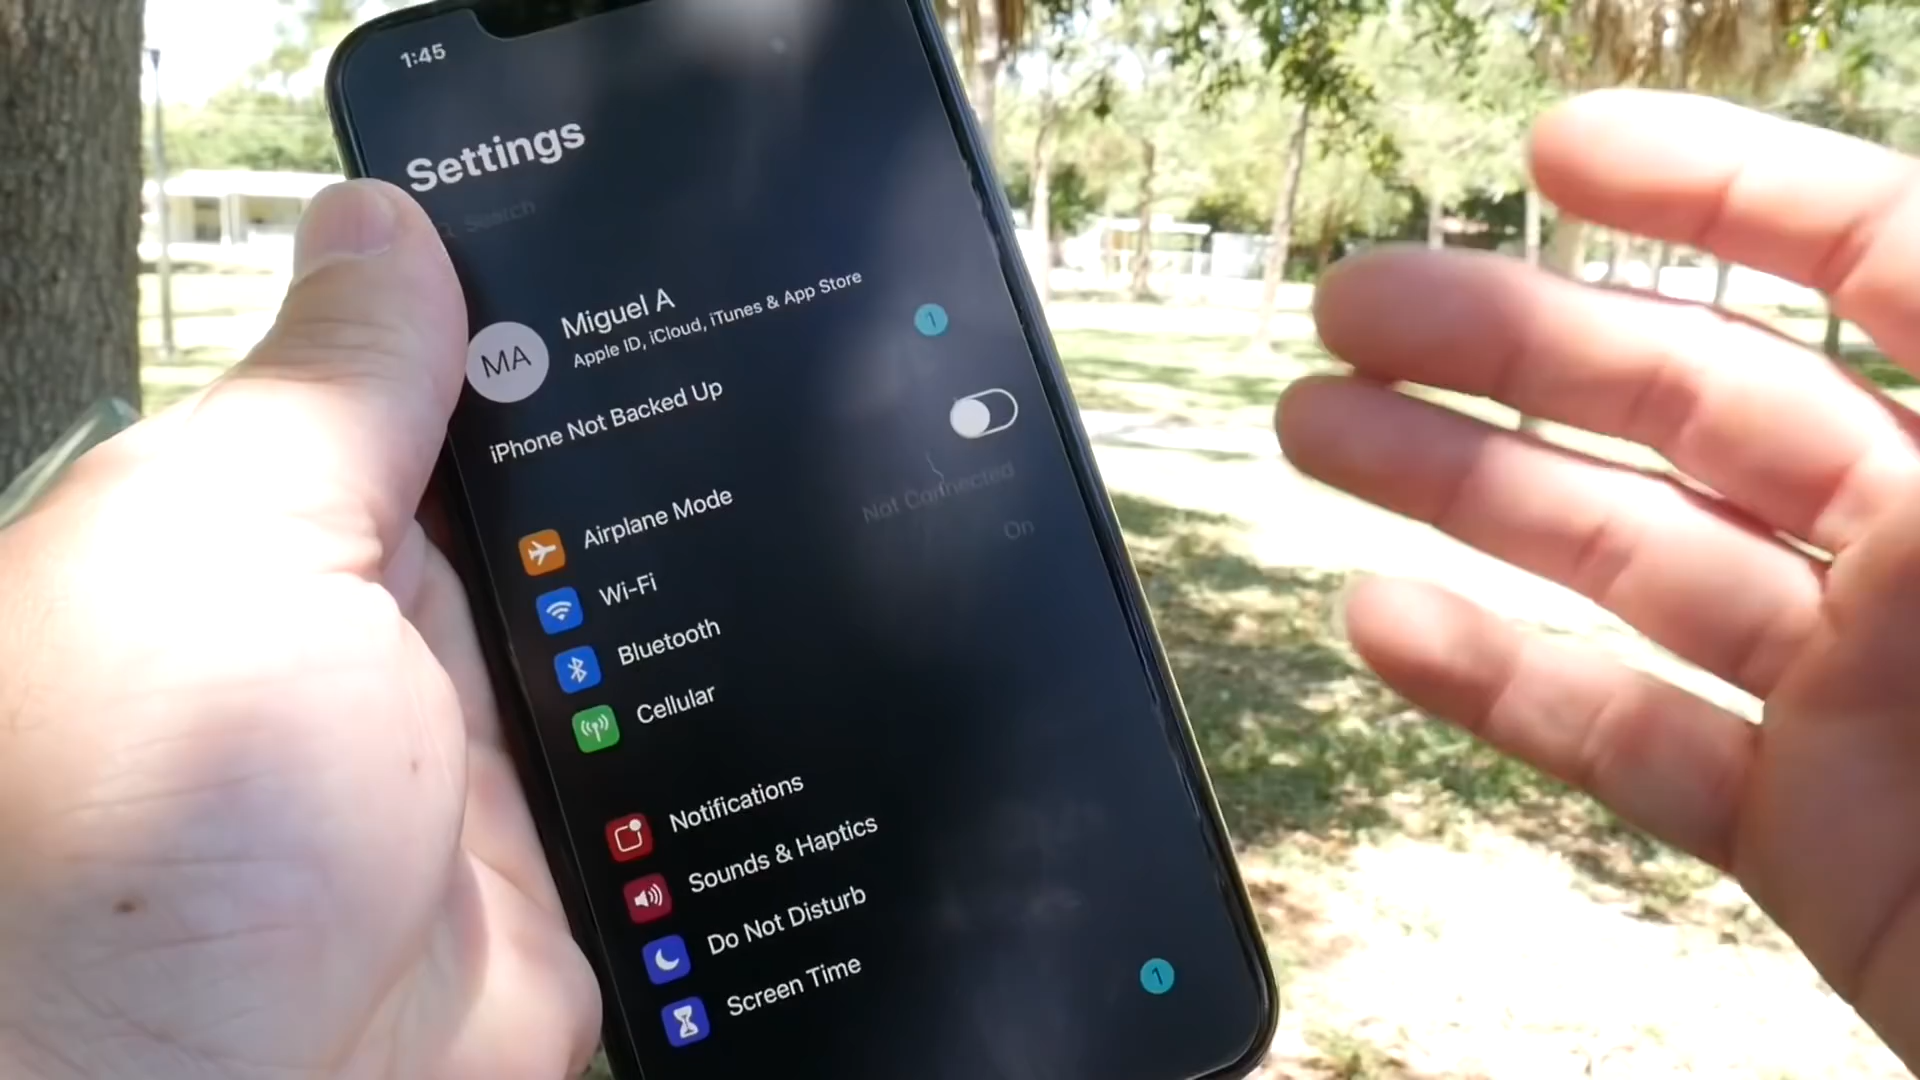 1:45
Settings
Search
Miguel A
MA
Apple ID, iCloud, iTunes & App Store
iPhone Not Backed Up
1
Airplane Mode
Wi-Fi
Not Connected
Bluetooth
On
Cellular
Notifications
Sounds & Haptics
Do Not Disturb
Screen Time
1